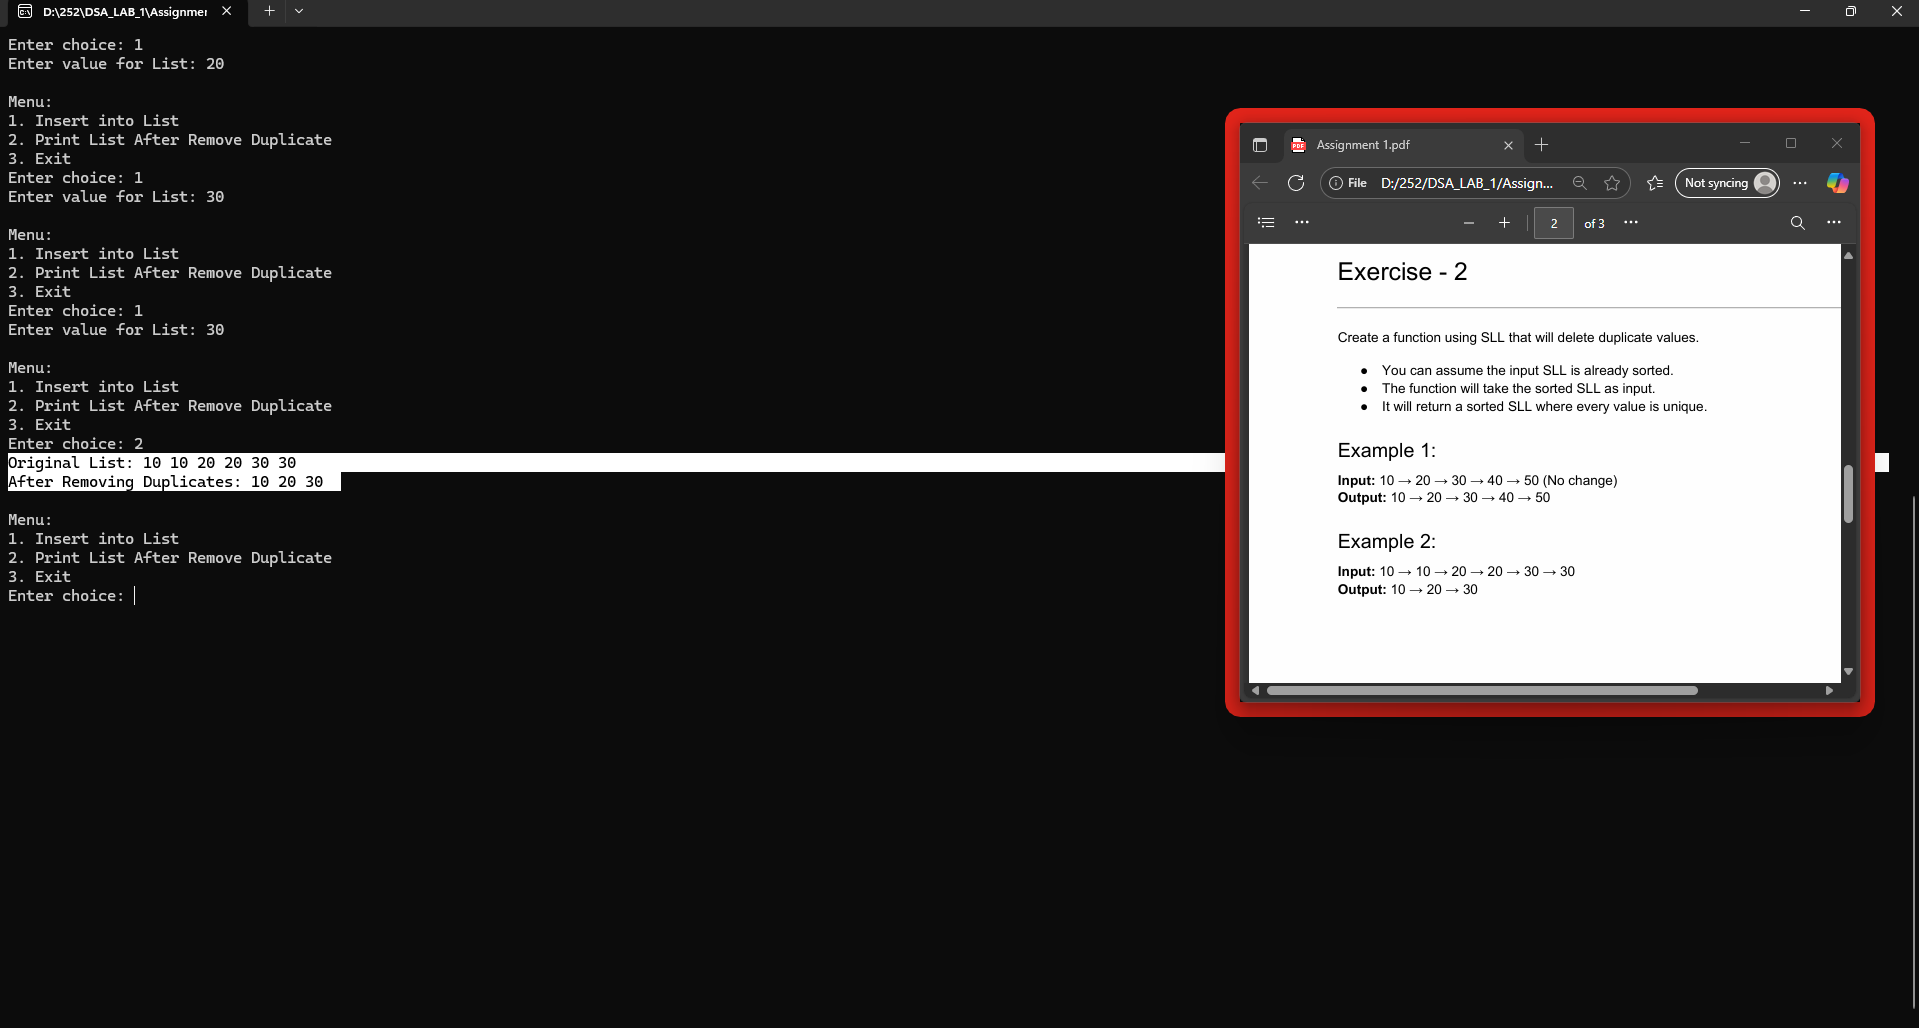 D:\252\DSA_LAB_1\Assignmer
Enter choice: 1
Enter value for List: 20
Menu:
1. Insert into List
2. Print List After Remove Duplicate
3. Exit
Enter choice: 1
Enter value for List: 30
Menu:
1. Insert into List
2. Print List After Remove Duplicate
3. Exit
Enter choice: 1
Enter value for List: 30
Menu:
1. Insert into List
2. Print List After Remove Duplicate
3. Exit
Enter choice: 2
Original List: 10 10 20 20 30 30
After Removing Duplicates: 10 20 30
Menu:
1. Insert into List
2. Print List After Remove Duplicate
3. Exit
Enter choice:
PDF Assignment 1.pdf
File D:/252/DSA_LAB_1/Assign... Not syncing
2 of 3
Exercise - 2
Create a function using SLL that will delete duplicate values.
● You can assume the input SLL is already sorted.
● The function will take the sorted SLL as input.
● It will return a sorted SLL where every value is unique.
Example 1:
Input: 10 → 20 → 30 → 40 → 50 (No change)
Output: 10 → 20 → 30 → 40 → 50
Example 2:
Input: 10 → 10 → 20 → 20 → 30 → 30
Output: 10 → 20 → 30